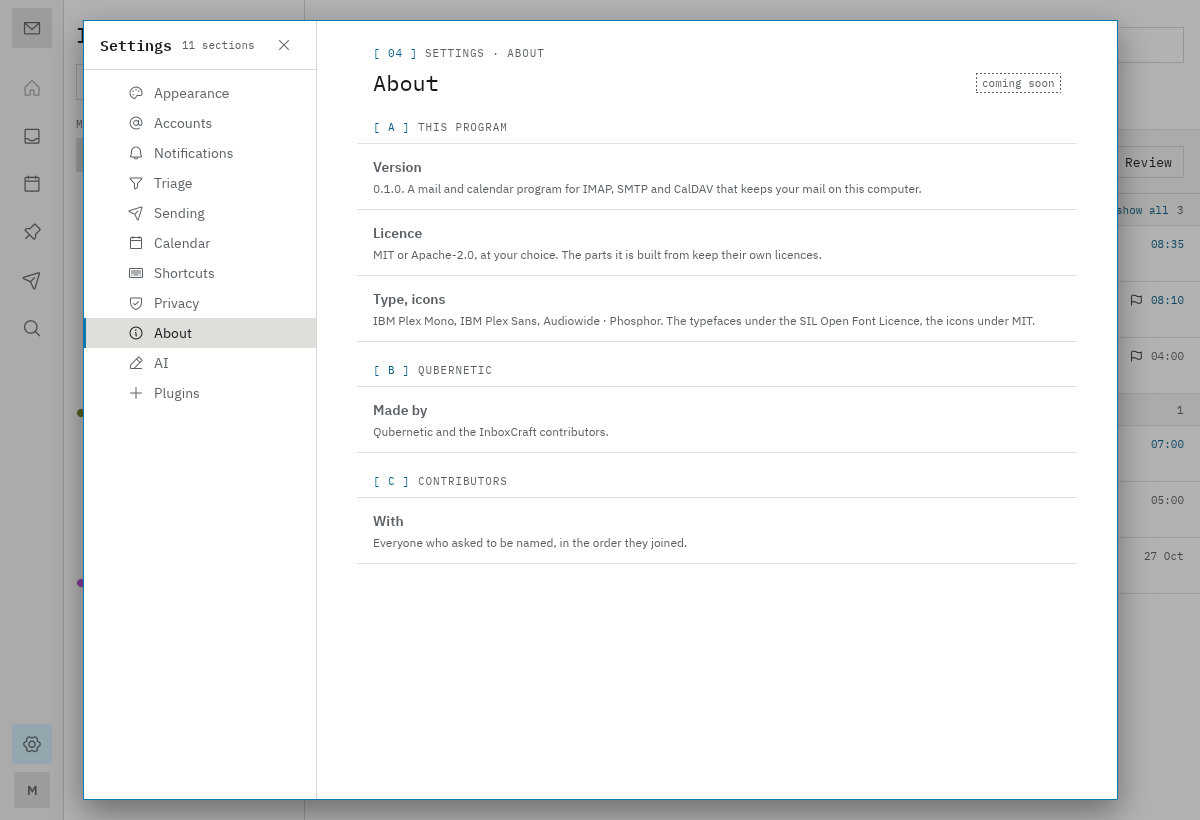 Settings 11 sections
Appearance
Accounts
Notifications
Triage
Sending
Calendar
Shortcuts
Privacy
About
AI
Plugins
[ 04 ] SETTINGS · ABOUT
About
coming soon
[ A ] THIS PROGRAM
Version
0.1.0. A mail and calendar program for IMAP, SMTP and CalDAV that keeps your mail on this computer.
Licence
MIT or Apache-2.0, at your choice. The parts it is built from keep their own licences.
Type, icons
IBM Plex Mono, IBM Plex Sans, Audiowide · Phosphor. The typefaces under the SIL Open Font Licence, the icons under MIT.
[ B ] QUBERNETIC
Made by
Qubernetic and the InboxCraft contributors.
[ C ] CONTRIBUTORS
With
Everyone who asked to be named, in the order they joined.
Review
show all 3
08:35
08:10
04:00
1
07:00
05:00
27 Oct
M